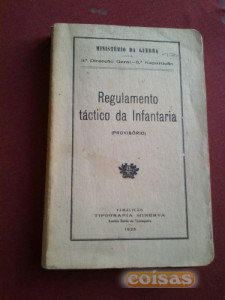 MINISTÉRIO DA GUERRA
Regulamento
táctico da Infantaria
(PROVISÓRIO)
TIPOGRAFIA MINERVA
coisas